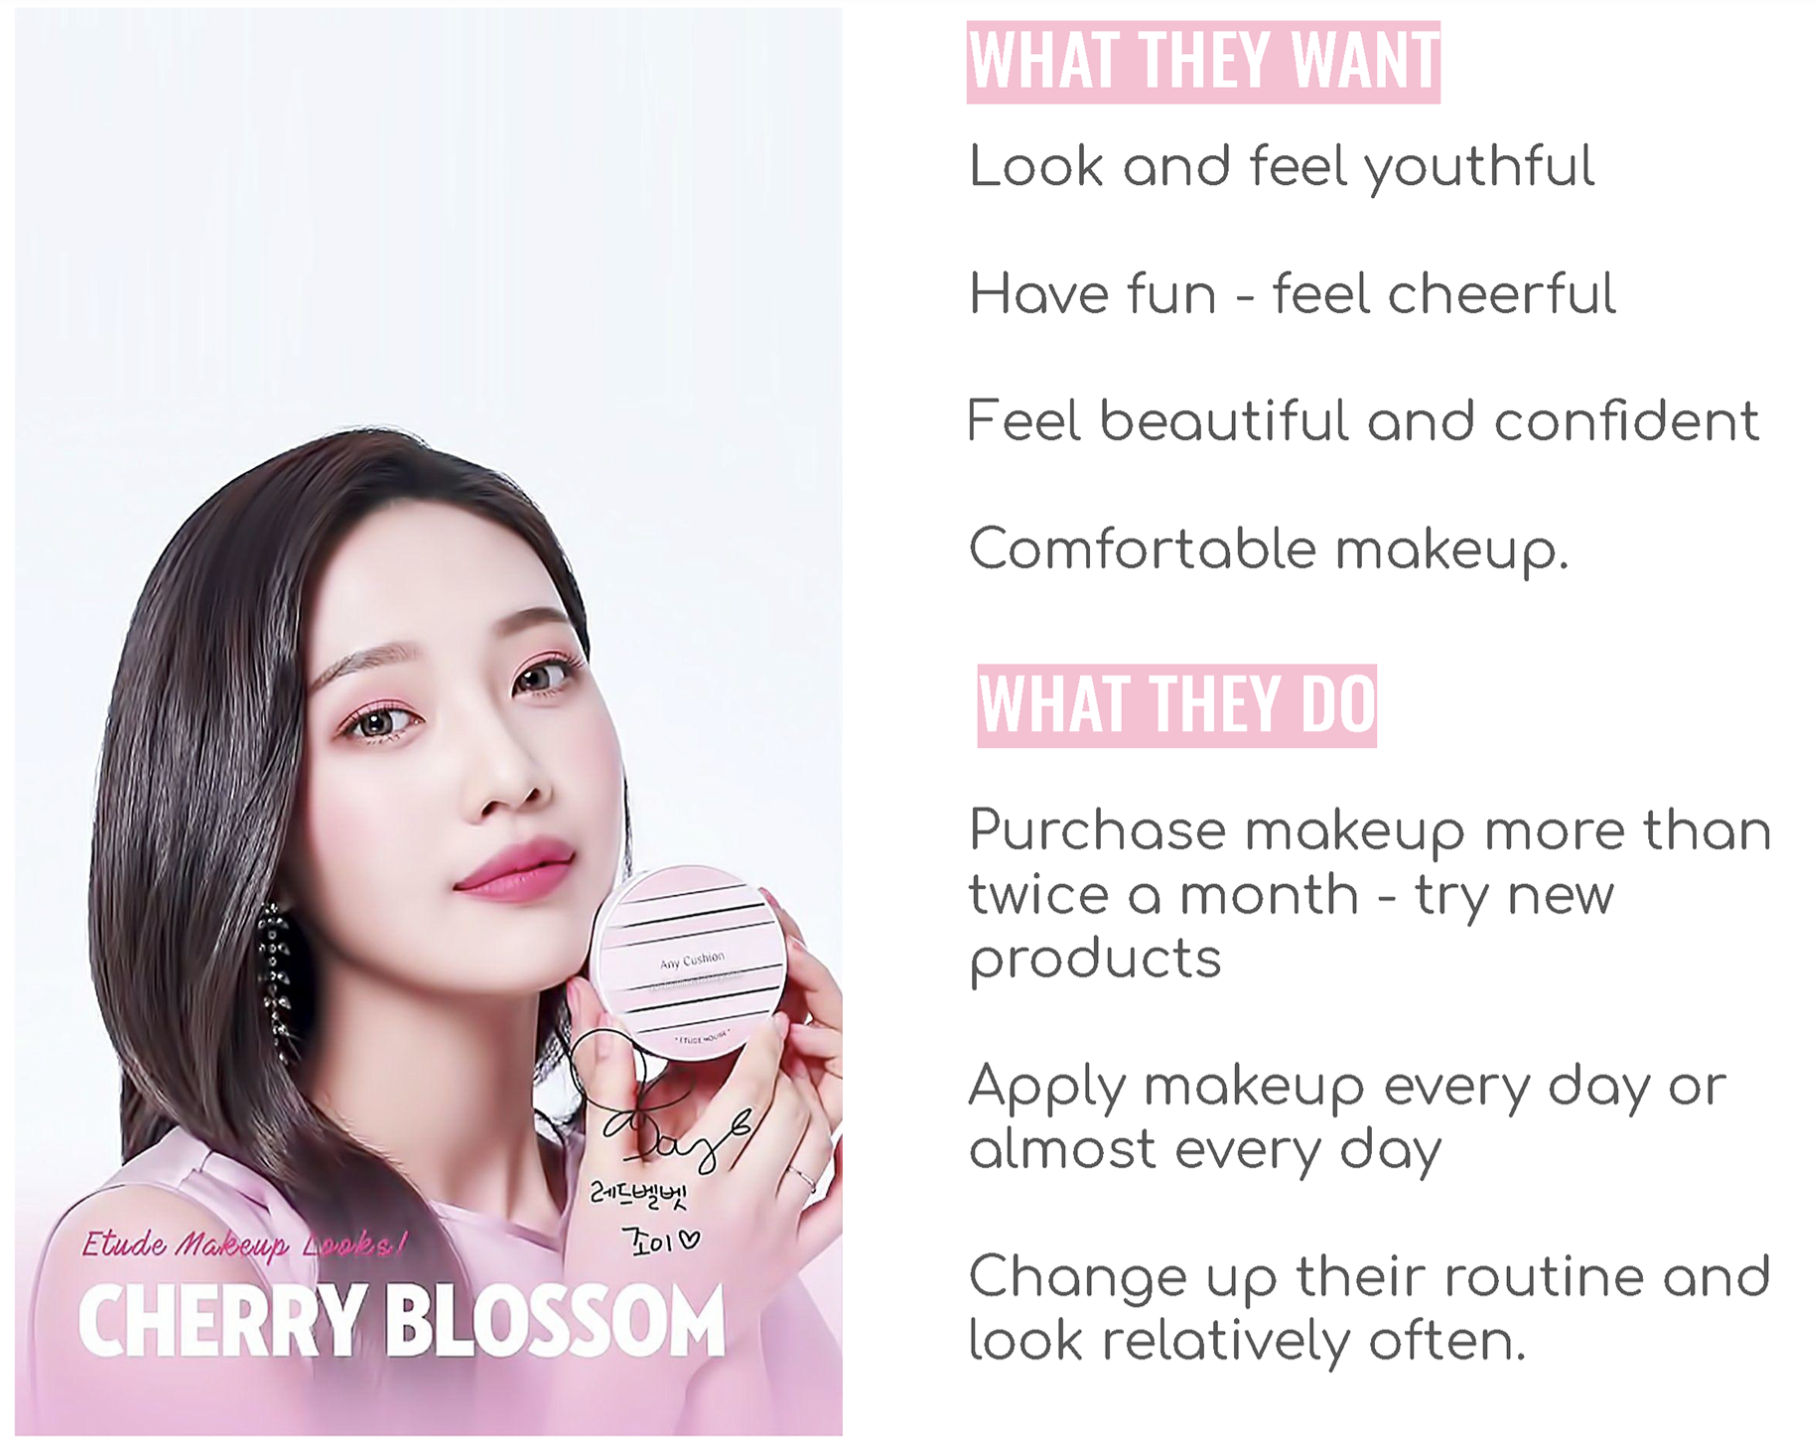 WHAT THEY WANT
Look and feel youthful
Have fun - feel cheerful
Feel beautiful and confident
Comfortable makeup.
WHAT THEY DO
Purchase makeup more than
twice a month - try new
products
Apply makeup every day or
almost every day
Change up their routine and
look relatively often.
Any Cushion
ETUDE HOUSE
레드벨벳
조이♡
Etude Makeup Looks!
CHERRY BLOSSOM